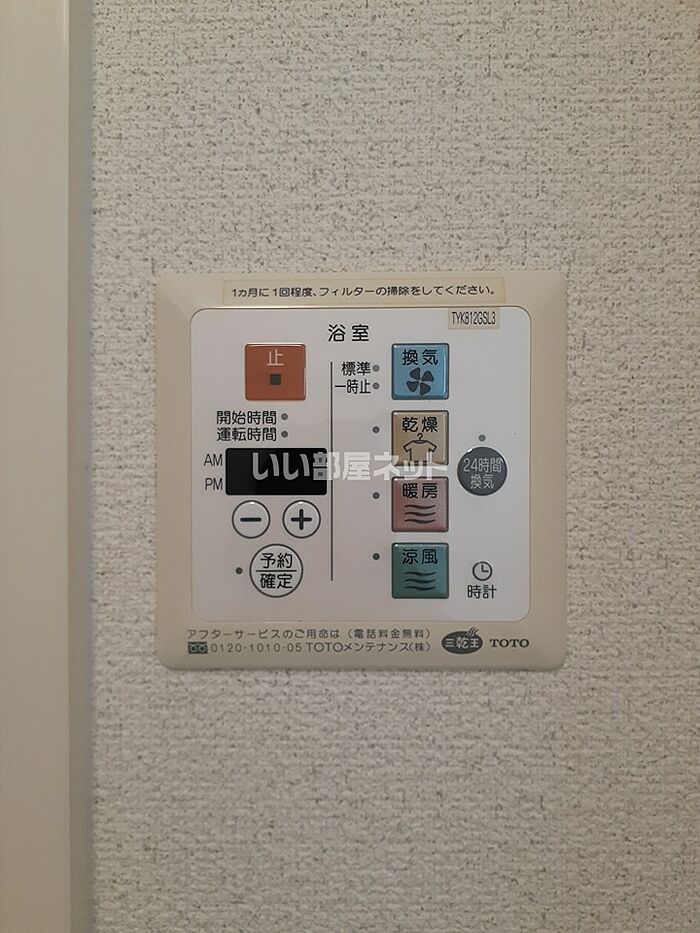 1カ月に1回程度、フィルターの掃除をしてください。
TYK812GSL3
浴室
止
開始時間
運転時間
AM
PM
予約
確定
標準
一時止
換気
乾燥
暖房
涼風
24時間
換気
時計
いい部屋ネット
アフターサービスのご用命は(電話料金無料)
0120-1010-05 TOTOメンテナンス(株)
三乾王 TOTO